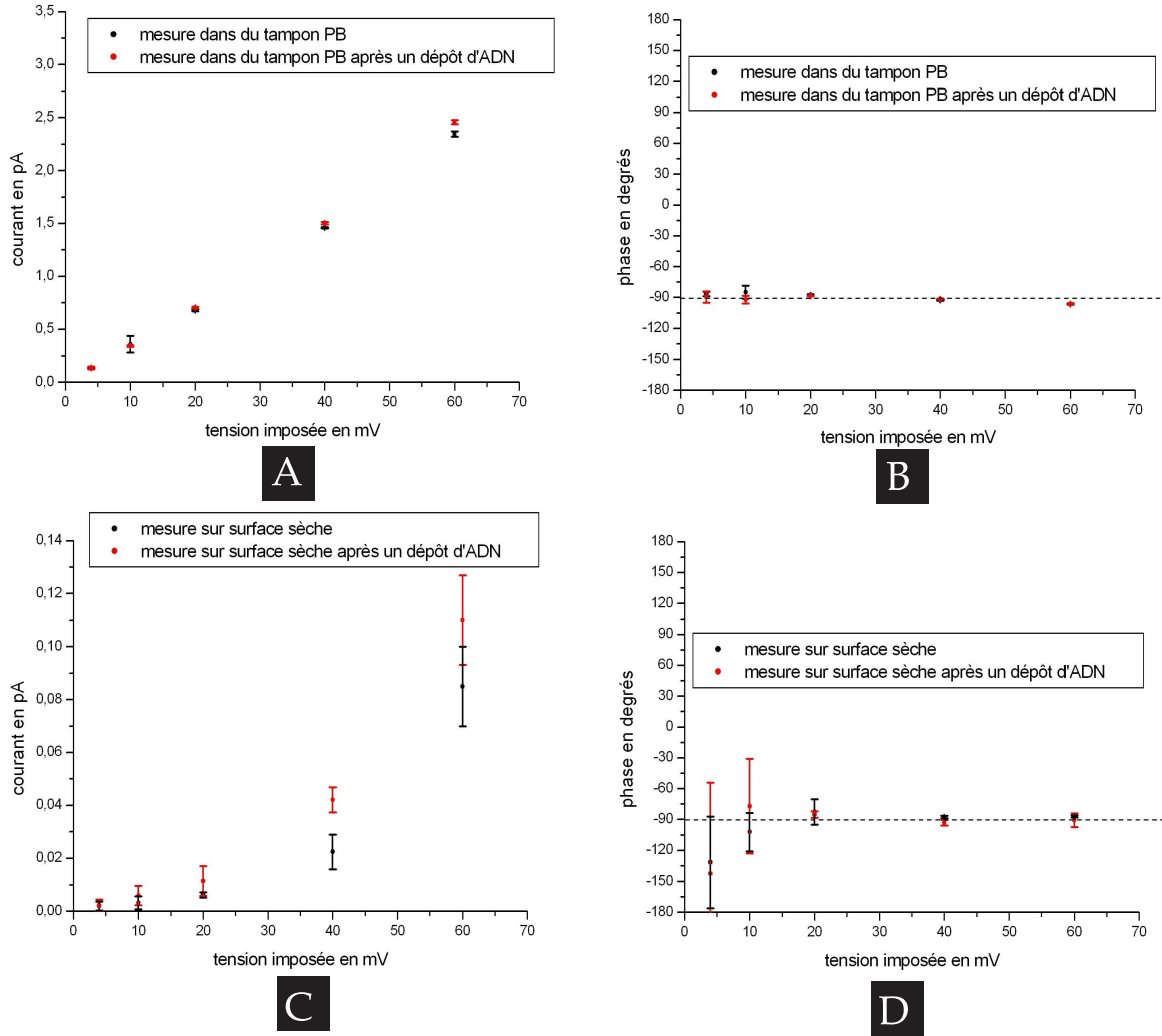 mesure dans du tampon PB
mesure dans du tampon PB après un dépôt d'ADN
3,5
3,0
2,5
2,0
1,5
1,0
0,5
0,0
courant en pA
0 10 20 30 40 50 60 70
tension imposée en mV
A
mesure dans du tampon PB
mesure dans du tampon PB après un dépôt d'ADN
180
150
120
90
60
30
0
-30
-60
-90
-120
-150
-180
phase en degrés
0 10 20 30 40 50 60 70
tension imposée en mV
B
mesure sur surface sèche
mesure sur surface sèche après un dépôt d'ADN
0,14
0,12
0,10
0,08
0,06
0,04
0,02
0,00
courant en pA
0 10 20 30 40 50 60 70
tension imposée en mV
C
mesure sur surface sèche
mesure sur surface sèche après un dépôt d'ADN
180
150
120
90
60
30
0
-30
-60
-90
-120
-150
-180
phase en degrés
0 10 20 30 40 50 60 70
tension imposée en mV
D